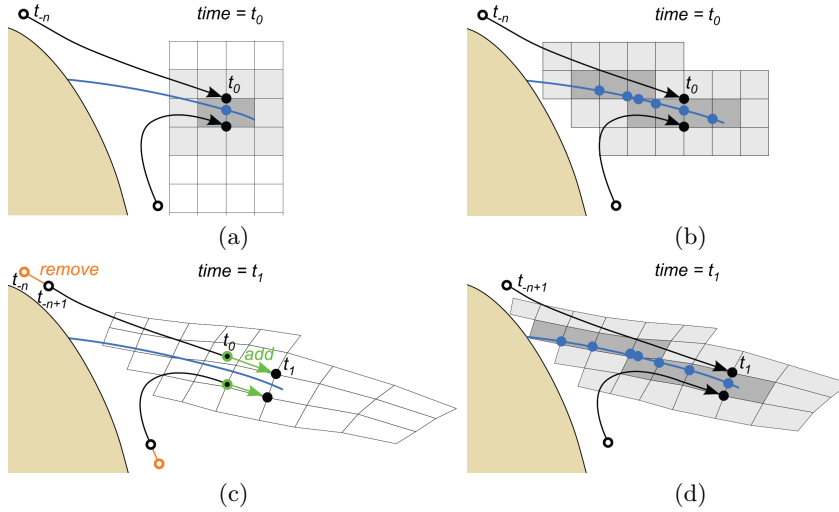 t-n
time = t0
t0
(a)
t-n
time = t0
t0
(b)
remove
time = t1
t-n
t-n+1
t0
add
t1
(c)
time = t1
t-n+1
t1
(d)